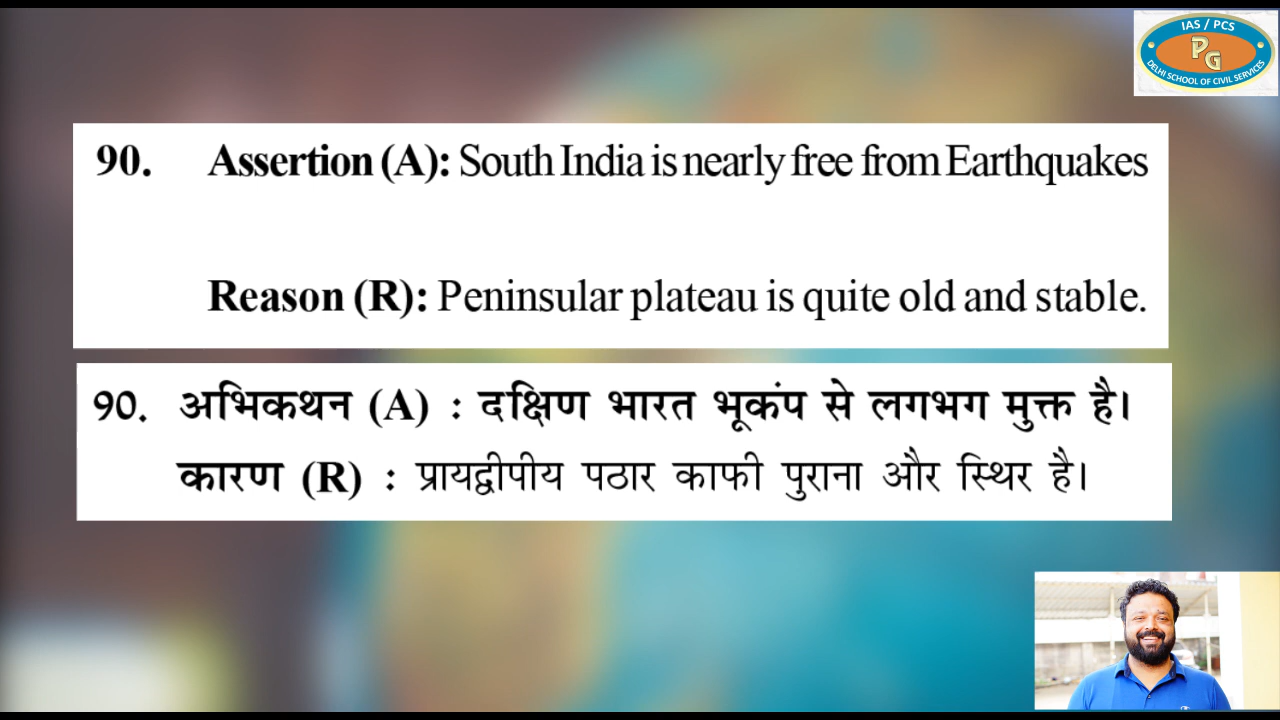 IAS / PCS
PG
DELHI SCHOOL OF CIVIL SERVICES
90. Assertion (A): South India is nearly free from Earthquakes
Reason (R): Peninsular plateau is quite old and stable.
90. अभिकथन (A) : दक्षिण भारत भूकंप से लगभग मुक्त है।
कारण (R) : प्रायद्वीपीय पठार काफी पुराना और स्थिर है।